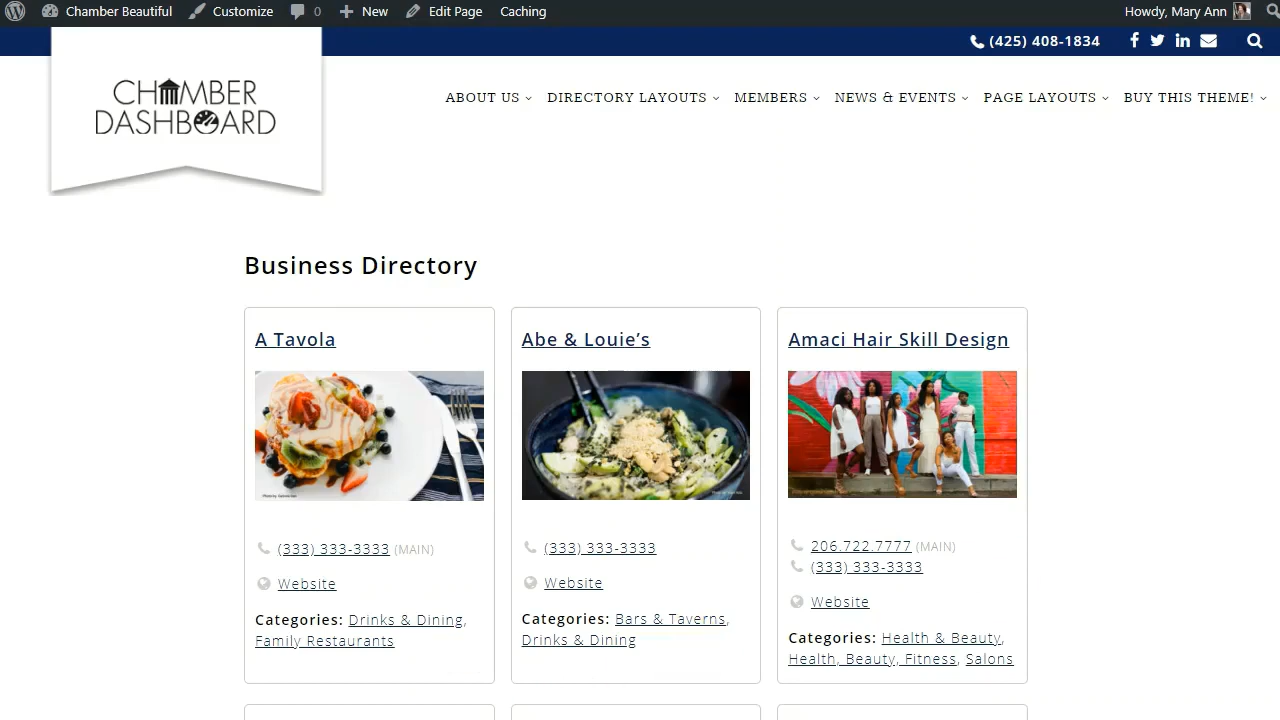 Chamber Beautiful Customize 0 New Edit Page Caching Howdy, Mary Ann
(425) 408-1834
CHAMBER
DASHBOARD
ABOUT US DIRECTORY LAYOUTS MEMBERS NEWS & EVENTS PAGE LAYOUTS BUY THIS THEME!
Business Directory
A Tavola
(333) 333-3333 (MAIN)
Website
Categories: Drinks & Dining,
Family Restaurants
Abe & Louie’s
(333) 333-3333
Website
Categories: Bars & Taverns,
Drinks & Dining
Amaci Hair Skill Design
206.722.7777 (MAIN)
(333) 333-3333
Website
Categories: Health & Beauty,
Health, Beauty, Fitness, Salons